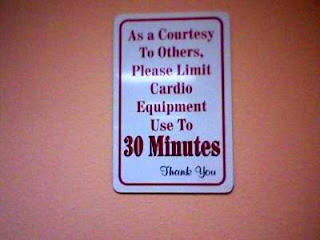 As a Courtesy
To Others,
Please Limit
Cardio
Equipment
Use To
30 Minutes
Thank You